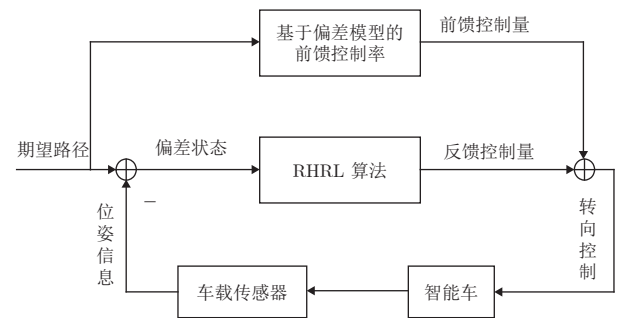 基于偏差模型的
前馈控制率
前馈控制量
期望路径
偏差状态
RHRL 算法
反馈控制量
−
位姿信息
转向控制
车载传感器
智能车